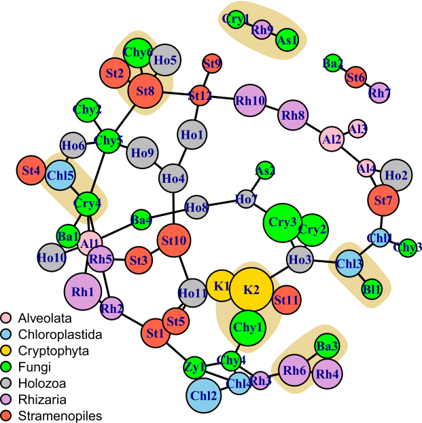 Cry1
Rh9
As1
Cry6
Ho5
St2
St8
St9
St12
Ba2
St6
Rh7
Cry2
Cry5
Rh10
Rh8
Al2
Al3
Ho1
Ho6
Ho9
St4
Chl5
Ho4
Al4
Ho2
As2
St7
Cry4
Ba4
Ho8
Ho7
Ba1
Al1
St10
Cry3
Cry2
Chl1
Chy3
Ho10
Rh5
St3
Ho3
Chl3
Rh1
Ho11
K1
K2
St11
Bl1
Rh2
St5
St1
Chy1
Alveolata
Chloroplastida
Cryptophyta
Fungi
Holozoa
Rhizaria
Stramenopiles
Zy1
Chy4
Chl4
Rh3
Chl2
Ba3
Rh6
Rh4